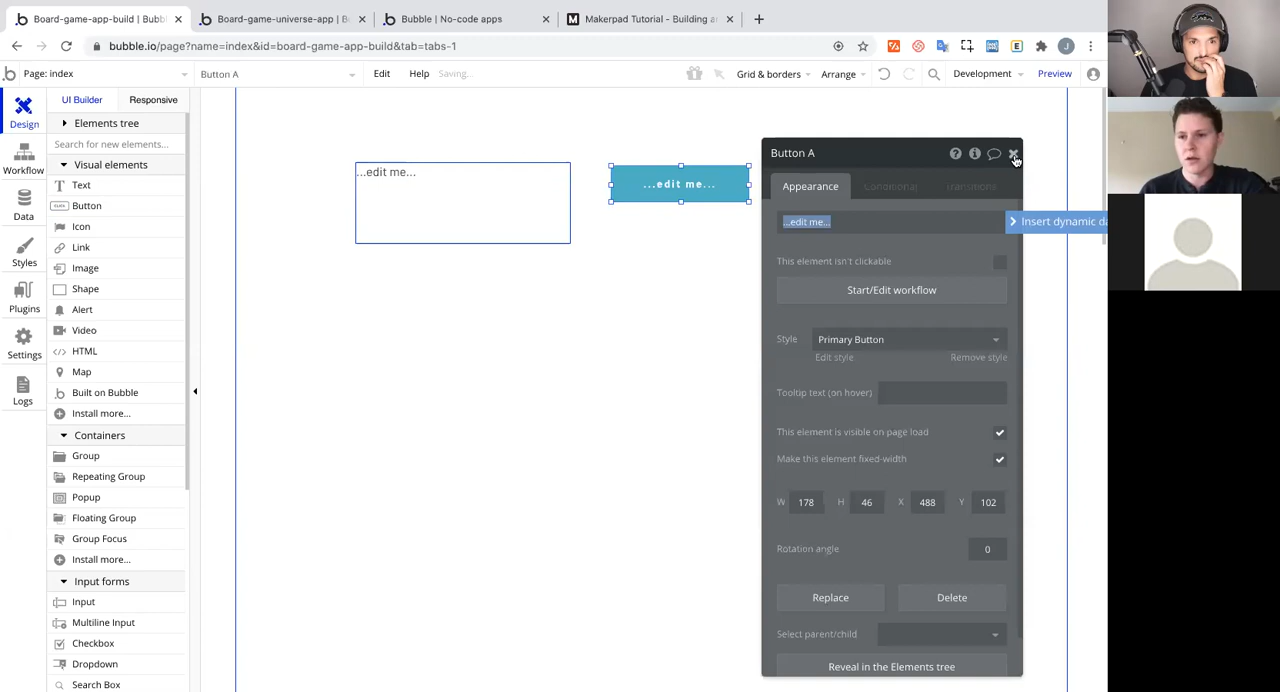 Board-game-app-build | Bubb
Board-game-universe-app | B
Bubble | No-code apps
Makerpad Tutorial - Building a
bubble.io/page?name=index&id=board-game-app-build&tab=tabs-1
Page: index
Button A
Edit
Help
Saving...
Grid & borders
Arrange
Development
Preview
Design
Workflow
Data
Styles
Plugins
Settings
Logs
UI Builder
Responsive
Elements tree
Search for new elements...
Visual elements
Text
CLICK
Button
Icon
Link
Image
Shape
Alert
Video
</> HTML
Map
Built on Bubble
Install more...
Containers
Group
Repeating Group
Popup
Floating Group
Group Focus
Install more...
Input forms
Input
Multiline Input
Checkbox
Dropdown
Search Box
...edit me...
...edit me...
Button A
Appearance
Conditional
Transitions
...edit me...
Insert dynamic da
This element isn't clickable
Start/Edit workflow
Style
Primary Button
Edit style
Remove style
Tooltip text (on hover)
This element is visible on page load
Make this element fixed-width
W 178 H 46 X 488 Y 102
Rotation angle
0
Replace
Delete
Select parent/child
Reveal in the Elements tree